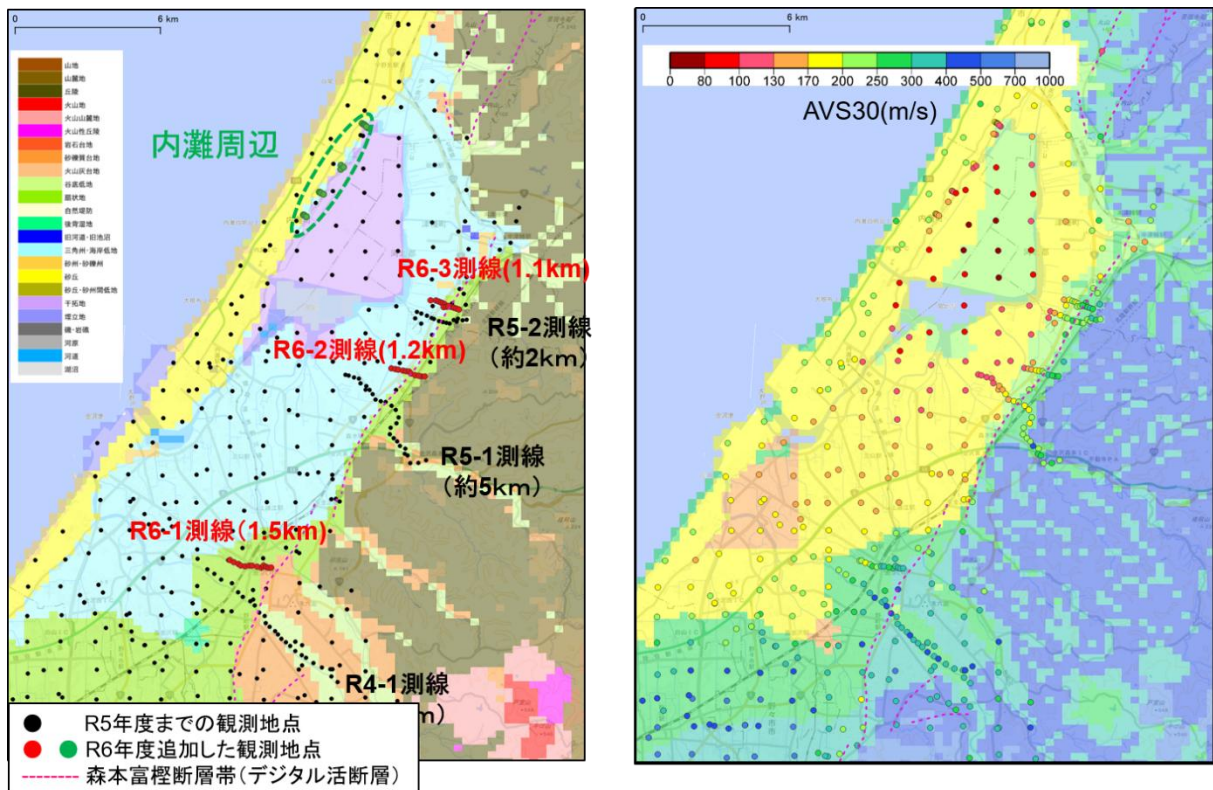 0
6 km
山地
山麓地
丘陵
火山地
火山山麓地
火山性丘陵
岩石台地
砂礫質台地
火山灰台地
谷底低地
扇状地
自然堤防
後背湿地
旧河道・旧池沼
三角州・海岸低地
砂州・砂礫州
砂丘
砂丘・砂州間低地
干拓地
埋立地
磯・岩礁
河原
河道
湖沼
内灘周辺
R6-3測線(1.1km)
R5-2測線
(約2km)
R6-2測線(1.2km)
R5-1測線
(約5km)
R6-1測線(1.5km)
R4-1測線
R5年度までの観測地点
R6年度追加した観測地点
森本富樫断層帯(デジタル活断層)
0
6 km
0 80 100 130 170 200 250 300 400 500 700 1000
AVS30(m/s)